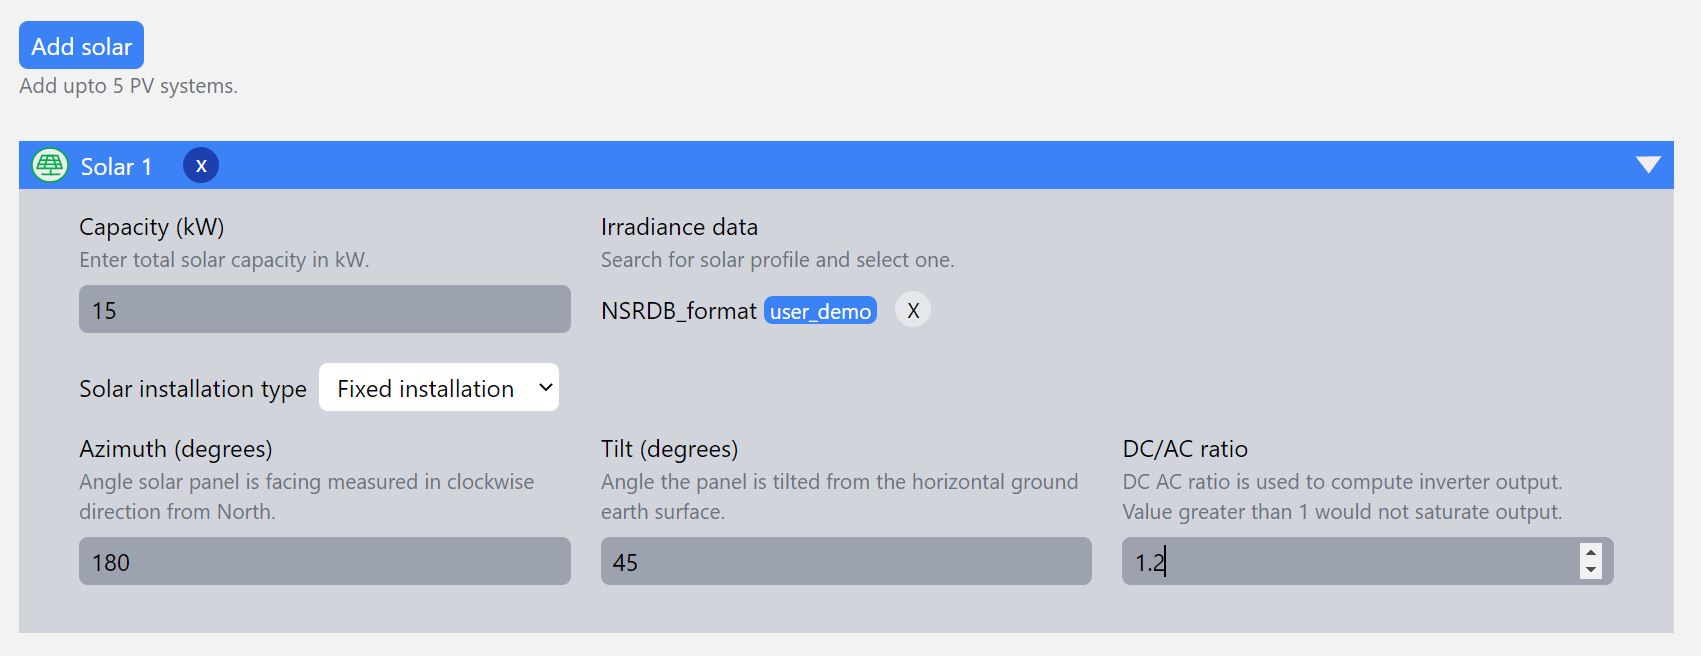 Add solar
Add upto 5 PV systems.
Solar 1 X
Capacity (kW)
Enter total solar capacity in kW.
15
Irradiance data
Search for solar profile and select one.
NSRDB_format user_demo X
Solar installation type Fixed installation
Azimuth (degrees)
Angle solar panel is facing measured in clockwise
direction from North.
180
Tilt (degrees)
Angle the panel is tilted from the horizontal ground
earth surface.
45
DC/AC ratio
DC AC ratio is used to compute inverter output.
Value greater than 1 would not saturate output.
1.2